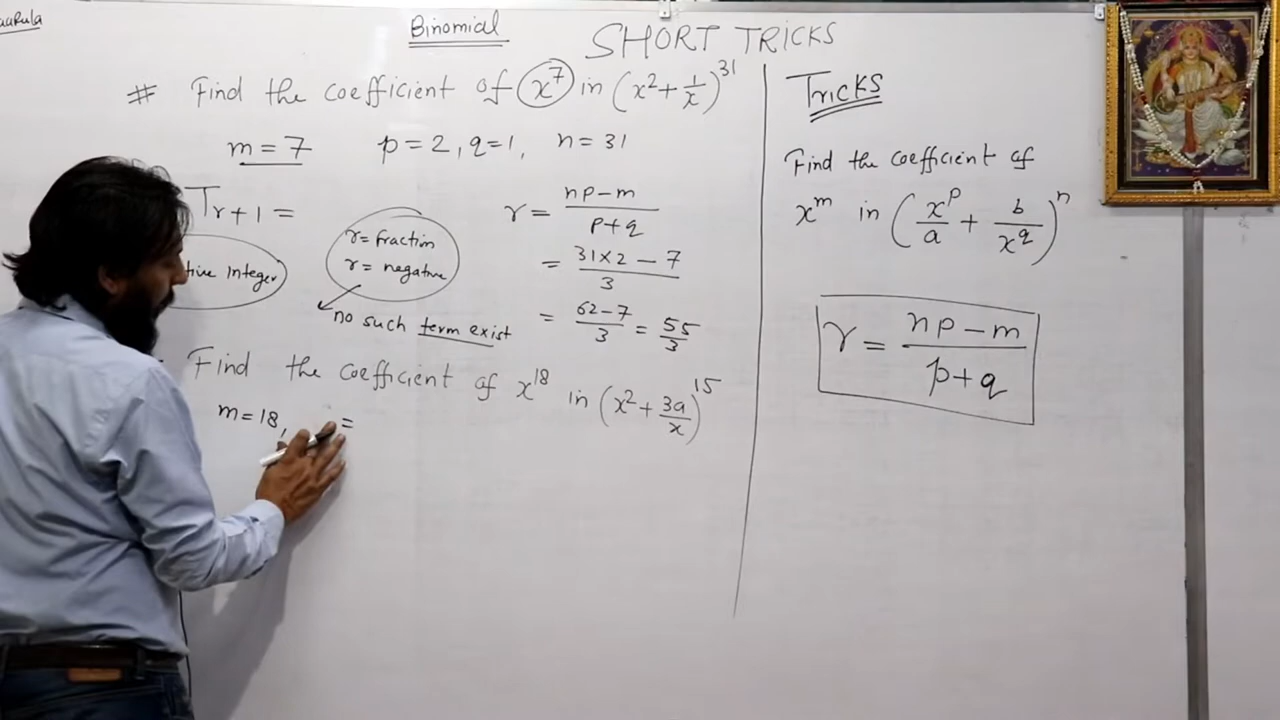 Binomial
SHORT TRICKS
# Find the coefficient of x^7 in (x^2 + 1/x)^31
m = 7 p = 2, q = 1, n = 31
T_{r+1} =
Integer
r = fraction
r = negative
no such term exist
r = (np - m)/(p + q)
= (31 × 2 - 7)/3
= (62 - 7)/3 = 55/3
Find the coefficient of x^18 in (x^2 + 3a/x)^15
m = 18, =
Tricks
Find the coefficient of
x^m in (x^p/a + b/x^q)^n
r = (np - m)/(p + q)